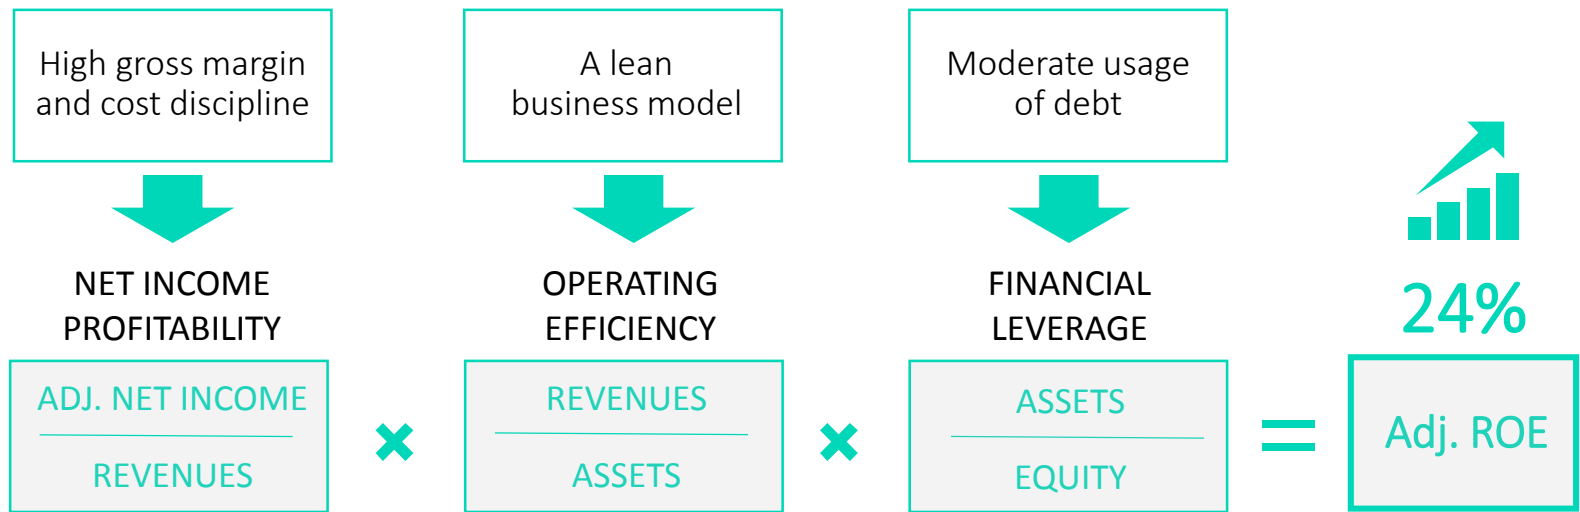 High gross margin
and cost discipline
A lean
business model
Moderate usage
of debt
NET INCOME
PROFITABILITY
OPERATING
EFFICIENCY
FINANCIAL
LEVERAGE
24%
ADJ. NET INCOME
REVENUES
×
REVENUES
ASSETS
×
ASSETS
EQUITY
=
Adj. ROE